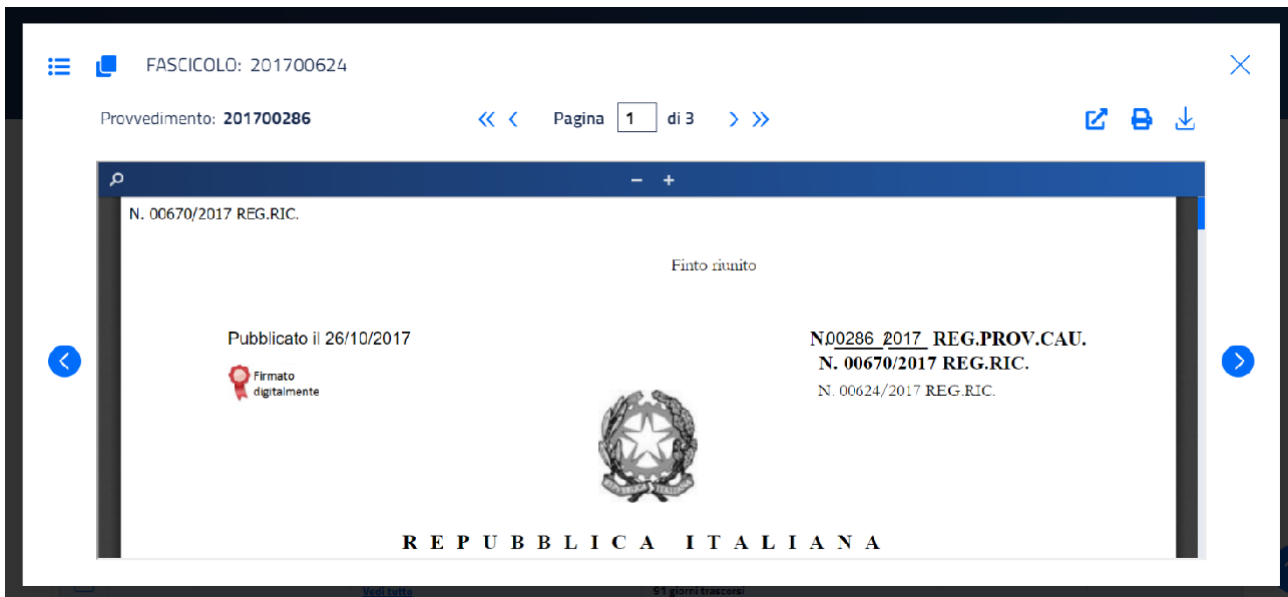 FASCICOLO: 201700624
Provvedimento: 201700286
Pagina 1 di 3
N. 00670/2017 REG.RIC.
Finto riunito
Pubblicato il 26/10/2017
N.00286 2017 REG.PROV.CAU.
N. 00670/2017 REG.RIC.
Firmato
digitalmente
N. 00624/2017 REG.RIC.
REPUBBLICA ITALIANA
Vedi tutto
91 giorni trascorsi